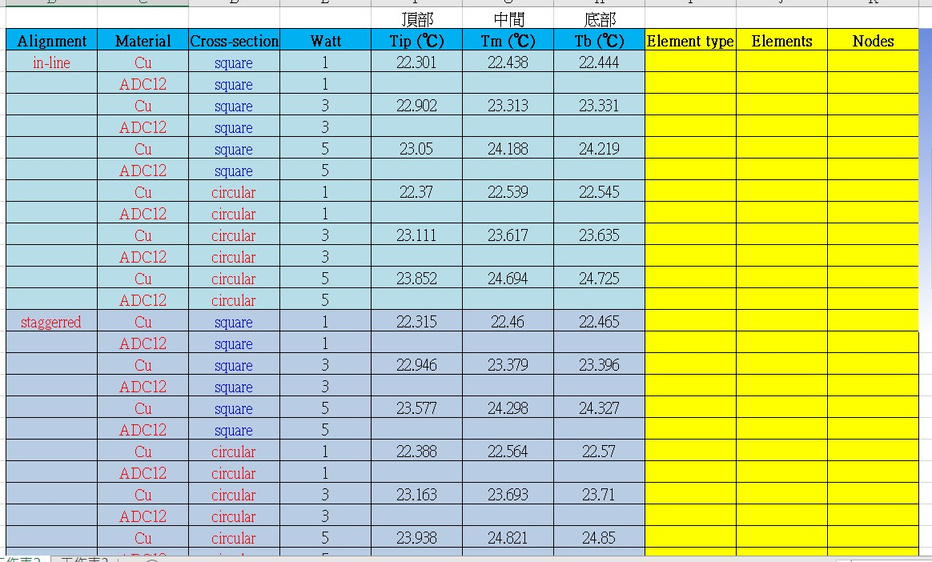 頂部 中間 底部
Alignment Material Cross-section Watt Tip (℃) Tm (℃) Tb (℃) Element type Elements Nodes
in-line Cu square 1 22.301 22.438 22.444
ADC12 square 1
Cu square 3 22.902 23.313 23.331
ADC12 square 3
Cu square 5 23.05 24.188 24.219
ADC12 square 5
Cu circular 1 22.37 22.539 22.545
ADC12 circular 1
Cu circular 3 23.111 23.617 23.635
ADC12 circular 3
Cu circular 5 23.852 24.694 24.725
ADC12 circular 5
staggerred Cu square 1 22.315 22.46 22.465
ADC12 square 1
Cu square 3 22.946 23.379 23.396
ADC12 square 3
Cu square 5 23.577 24.298 24.327
ADC12 square 5
Cu circular 1 22.388 22.564 22.57
ADC12 circular 1
Cu circular 3 23.163 23.693 23.71
ADC12 circular 3
Cu circular 5 23.938 24.821 24.85